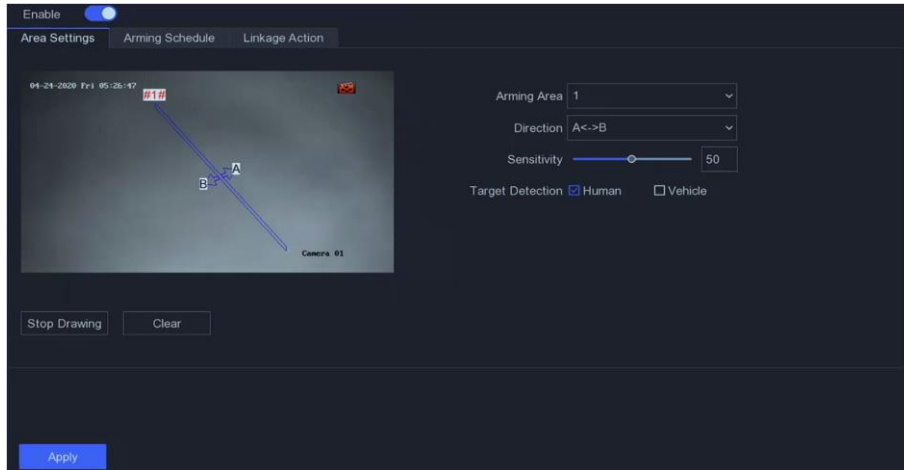 Enable
Area Settings Arming Schedule Linkage Action
04-24-2020 Fri 05:26:47
#1#
A
B
Camera 01
Arming Area 1
Direction A<->B
Sensitivity 50
Target Detection Human Vehicle
Stop Drawing Clear
Apply